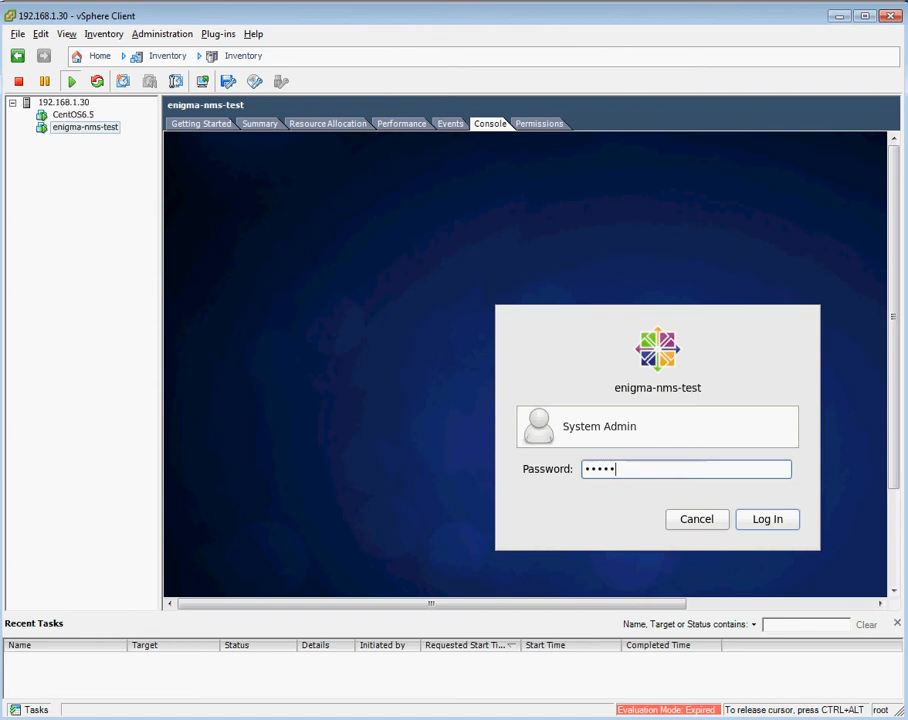 192.168.1.30 - vSphere Client
File Edit View Inventory Administration Plug-ins Help
Home Inventory Inventory
192.168.1.30
CentOS6.5
enigma-nms-test
enigma-nms-test
Getting Started Summary Resource Allocation Performance Events Console Permissions
enigma-nms-test
System Admin
Password: •••••
Cancel Log In
Recent Tasks
Name, Target or Status contains: Clear
Name Target Status Details Initiated by Requested Start Ti... Start Time Completed Time
Tasks
Evaluation Mode: Expired To release cursor, press CTRL+ALT root